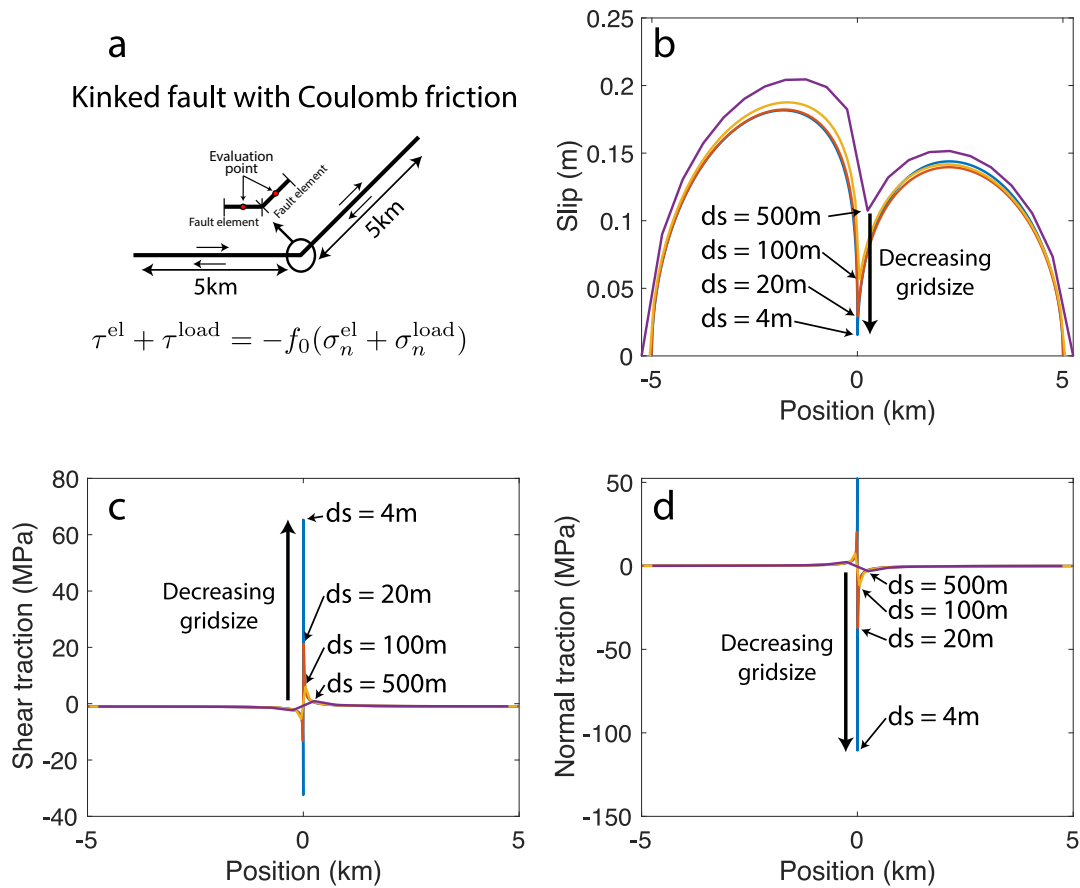 a
Kinked fault with Coulomb friction
Evaluation
point
Fault element
Fault element
5km
5km
τ^el + τ^load = −f₀(σₙ^el + σₙ^load)
b
Slip (m)
0.25
0.2
0.15
0.1
0.05
0
ds = 500m
ds = 100m
ds = 20m
ds = 4m
Decreasing
gridsize
-5
0
5
Position (km)
c
Shear traction (MPa)
80
60
40
20
0
-20
-40
ds = 4m
Decreasing
gridsize
ds = 20m
ds = 100m
ds = 500m
-5
0
5
Position (km)
d
Normal traction (MPa)
50
0
-50
-100
-150
ds = 500m
ds = 100m
ds = 20m
Decreasing
gridsize
ds = 4m
-5
0
5
Position (km)